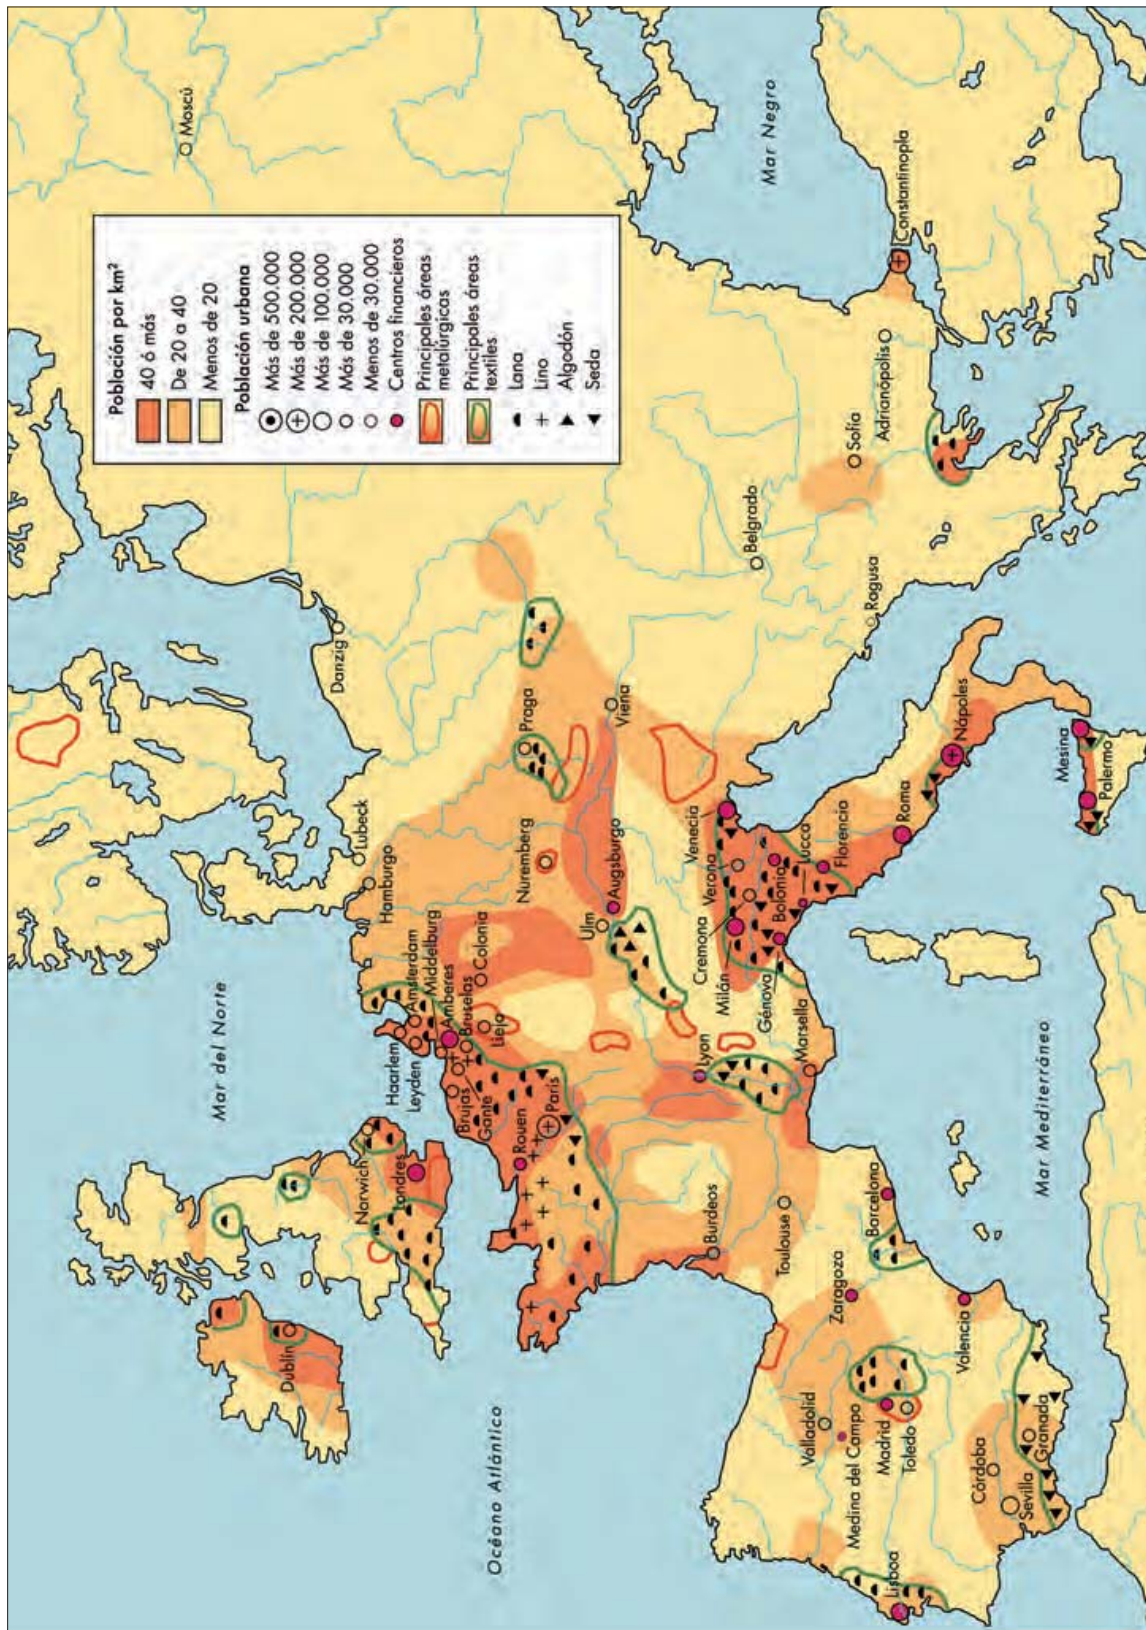 Población por km²
40 ó más
De 20 a 40
Menos de 20
Población urbana
Más de 500.000
Más de 200.000
Más de 100.000
Más de 30.000
Menos de 30.000
Centros financieros
Principales áreas
metalúrgicas
Principales áreas
textiles
Lana
Lino
Algodón
Seda
Océano Atlántico
Mar del Norte
Mar Negro
Mar Mediterráneo
Moscú
Danzig
Lubeck
Hamburgo
Dublín
Norwich
Londres
Haarlem
Leyden
Amsterdam
Middelburg
Amberes
Bruselas
Brujas
Gante
Lieja
Colonia
Rouen
París
Praga
Nuremberg
Viena
Ulm
Augsburgo
Lyon
Burdeos
Toulouse
Marsella
Venecia
Verona
Cremona
Milán
Génova
Bolonia
Lucca
Florencia
Roma
Nápoles
Mesina
Palermo
Ragusa
Belgrado
Sofía
Adrianópolis
Constantinopla
Barcelona
Zaragoza
Valencia
Valladolid
Medina del Campo
Madrid
Toledo
Córdoba
Sevilla
Granada
Lisboa